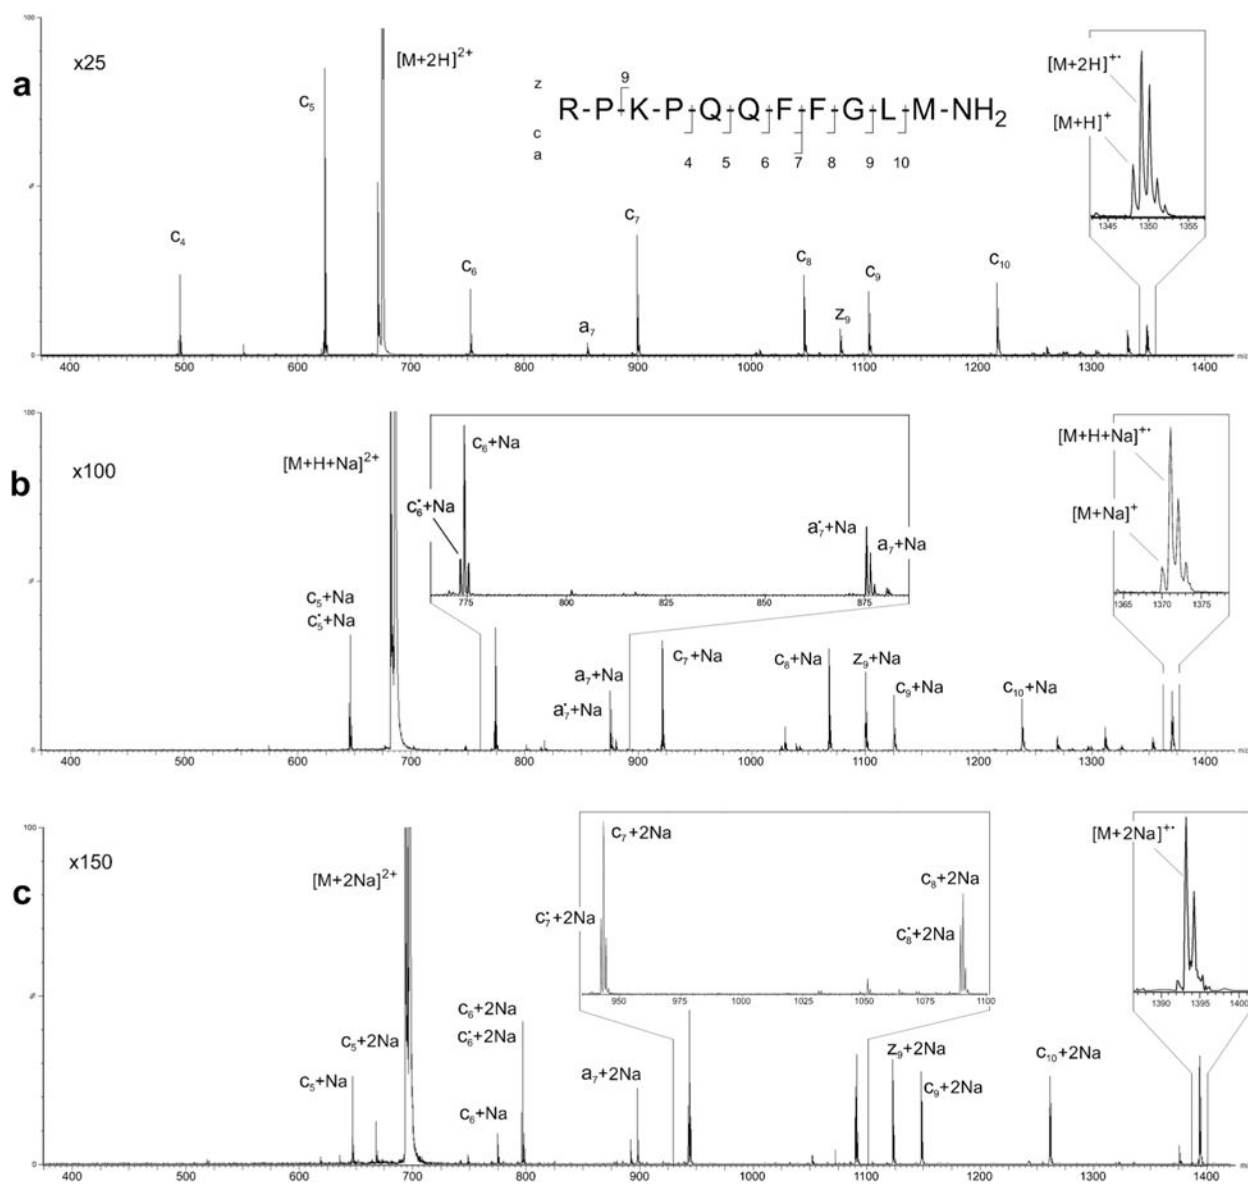 100
a
x25
[M+2H]²⁺
c₅
z
9
R-P-K-P-Q-Q-F-F-G-L-M-NH₂
c
a
4 5 6 7 8 9 10
[M+2H]⁺•
[M+H]⁺
1345 1350 1355
c₄
c₆
a₇
c₇
c₈
z₉
c₉
c₁₀
%
0
400 500 600 700 800 900 1000 1100 1200 1300 1400
100
b
x100
[M+H+Na]²⁺
c₆+Na
c₆•+Na
a₇•+Na
a₇+Na
775 800 825 850 875
[M+H+Na]⁺•
[M+Na]⁺
1365 1370 1375
c₅+Na
c₅•+Na
a₇+Na
a₇•+Na
c₇+Na
c₈+Na
z₉+Na
c₉+Na
c₁₀+Na
0
400 500 600 700 800 900 1000 1100 1200 1300 1400
100
c
x150
[M+2Na]²⁺
c₇+2Na
c₇•+2Na
c₈+2Na
c₈•+2Na
950 975 1000 1025 1050 1075 1100
[M+2Na]⁺•
1390 1395 1400
c₅+2Na
c₅+Na
c₆+2Na
c₆•+2Na
c₆+Na
a₇+2Na
z₉+2Na
c₉+2Na
c₁₀+2Na
0
400 500 600 700 800 900 1000 1100 1200 1300 1400